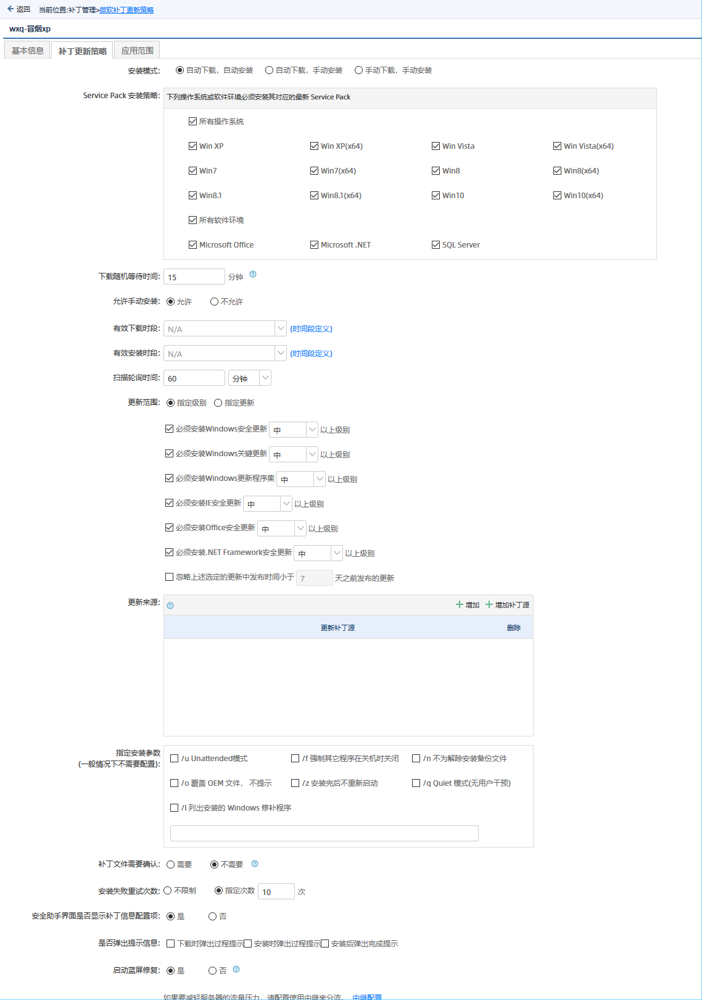 返回 当前位置:补丁管理>微软补丁更新策略
wxq-冒烟xp
基本信息 补丁更新策略 应用范围
安装模式: 自动下载，自动安装 自动下载，手动安装 手动下载，手动安装
Service Pack 安装策略: 下列操作系统或软件环境必须安装其对应的最新 Service Pack
所有操作系统
Win XP Win XP(x64) Win Vista Win Vista(x64)
Win7 Win7(x64) Win8 Win8(x64)
Win8.1 Win8.1(x64) Win10 Win10(x64)
所有软件环境
Microsoft Office Microsoft .NET SQL Server
下载随机等待时间: 15 分钟
允许手动安装: 允许 不允许
有效下载时段: N/A (时间段定义)
有效安装时段: N/A (时间段定义)
扫描轮询时间: 60 分钟
更新范围: 指定级别 指定更新
必须安装Windows安全更新 中 以上级别
必须安装Windows关键更新 中 以上级别
必须安装Windows更新程序集 中 以上级别
必须安装IE安全更新 中 以上级别
必须安装Office安全更新 中 以上级别
必须安装.NET Framework安全更新 中 以上级别
忽略上述选定的更新中发布时间小于 7 天之前发布的更新
更新来源: 增加 增加补丁源
更新补丁源 删除
指定安装参数
(一般情况下不需要配置):
/u Unattended模式 /f 强制其它程序在关机时关闭 /n 不为解除安装备份文件
/o 覆盖 OEM 文件， 不提示 /z 安装完后不重新启动 /q Quiet 模式(无用户干预)
/l 列出安装的 Windows 修补程序
补丁文件需要确认: 需要 不需要
安装失败重试次数: 不限制 指定次数 10 次
安全助手界面是否显示补丁信息配置项: 是 否
是否弹出提示信息: 下载时弹出过程提示 安装时弹出过程提示 安装后弹出完成提示
启动蓝屏修复: 是 否
如果要减轻服务器的流量压力，请配置使用中继来分流。 中继配置